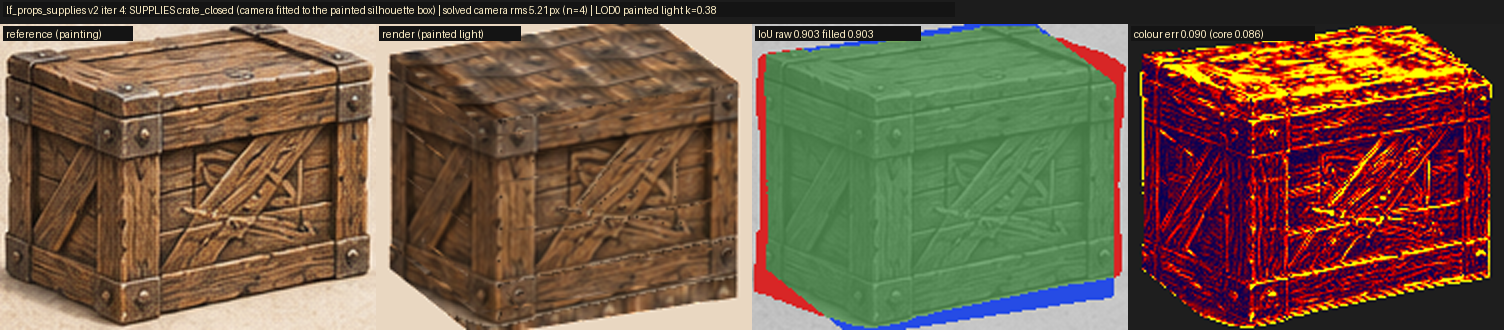 lf_props_supplies v2 iter 4: SUPPLIES crate_closed (camera fitted to the painted silhouette box) | solved camera rms 5.21px (n=4) | LOD0 painted light k=0.38
reference (painting)
render (painted light)
IoU raw 0.903 filled 0.903
colour err 0.090 (core 0.086)